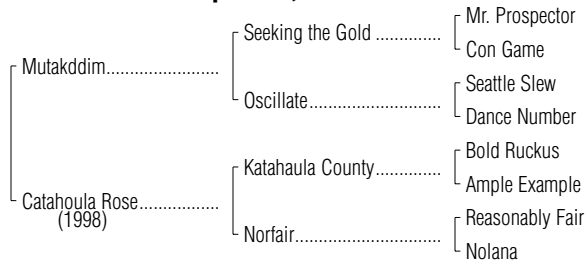 Mr. Prospector
Seeking the Gold ..............
Con Game
Mutakddim.......................
Seattle Slew
Oscillate............................
Dance Number
Bold Ruckus
Katahaula County..............
Ample Example
Catahoula Rose.................
(1998)
Reasonably Fair
Norfair...............................
Nolana